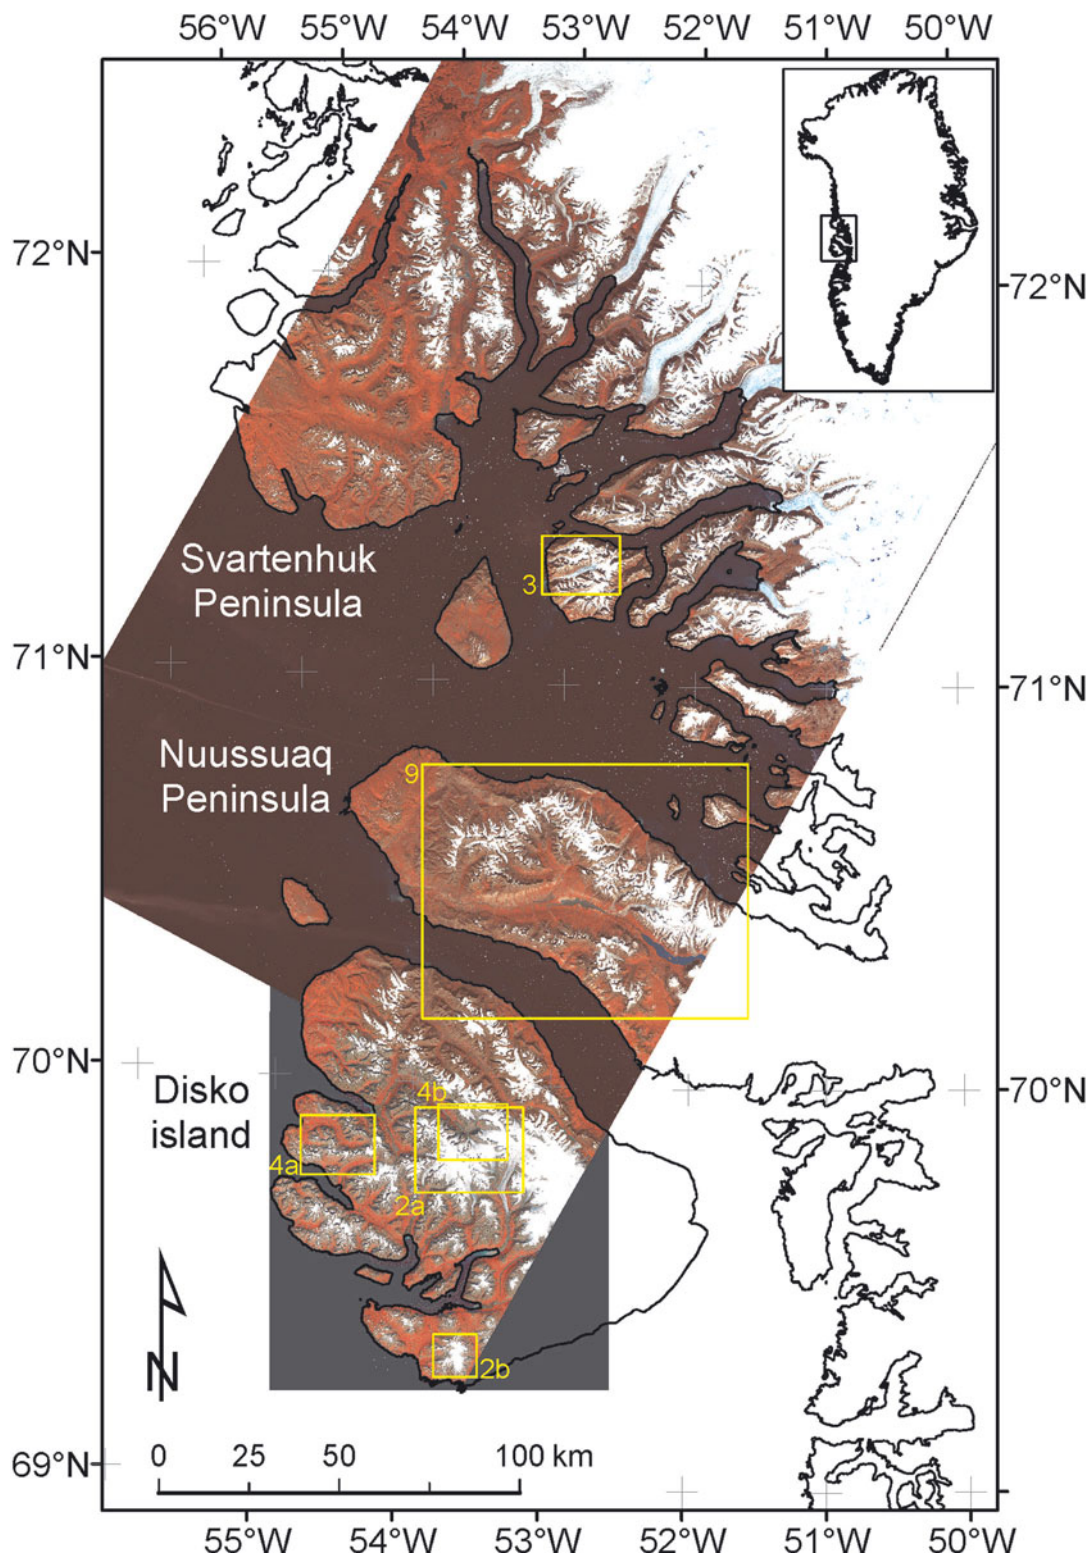 56°W 55°W 54°W 53°W 52°W 51°W 50°W
72°N
72°N
Svartenhuk
Peninsula
3
71°N
71°N
Nuussuaq
Peninsula
9
70°N
70°N
Disko
island
4b
4a
2a
2b
N
0 25 50 100 km
69°N
55°W 54°W 53°W 52°W 51°W 50°W